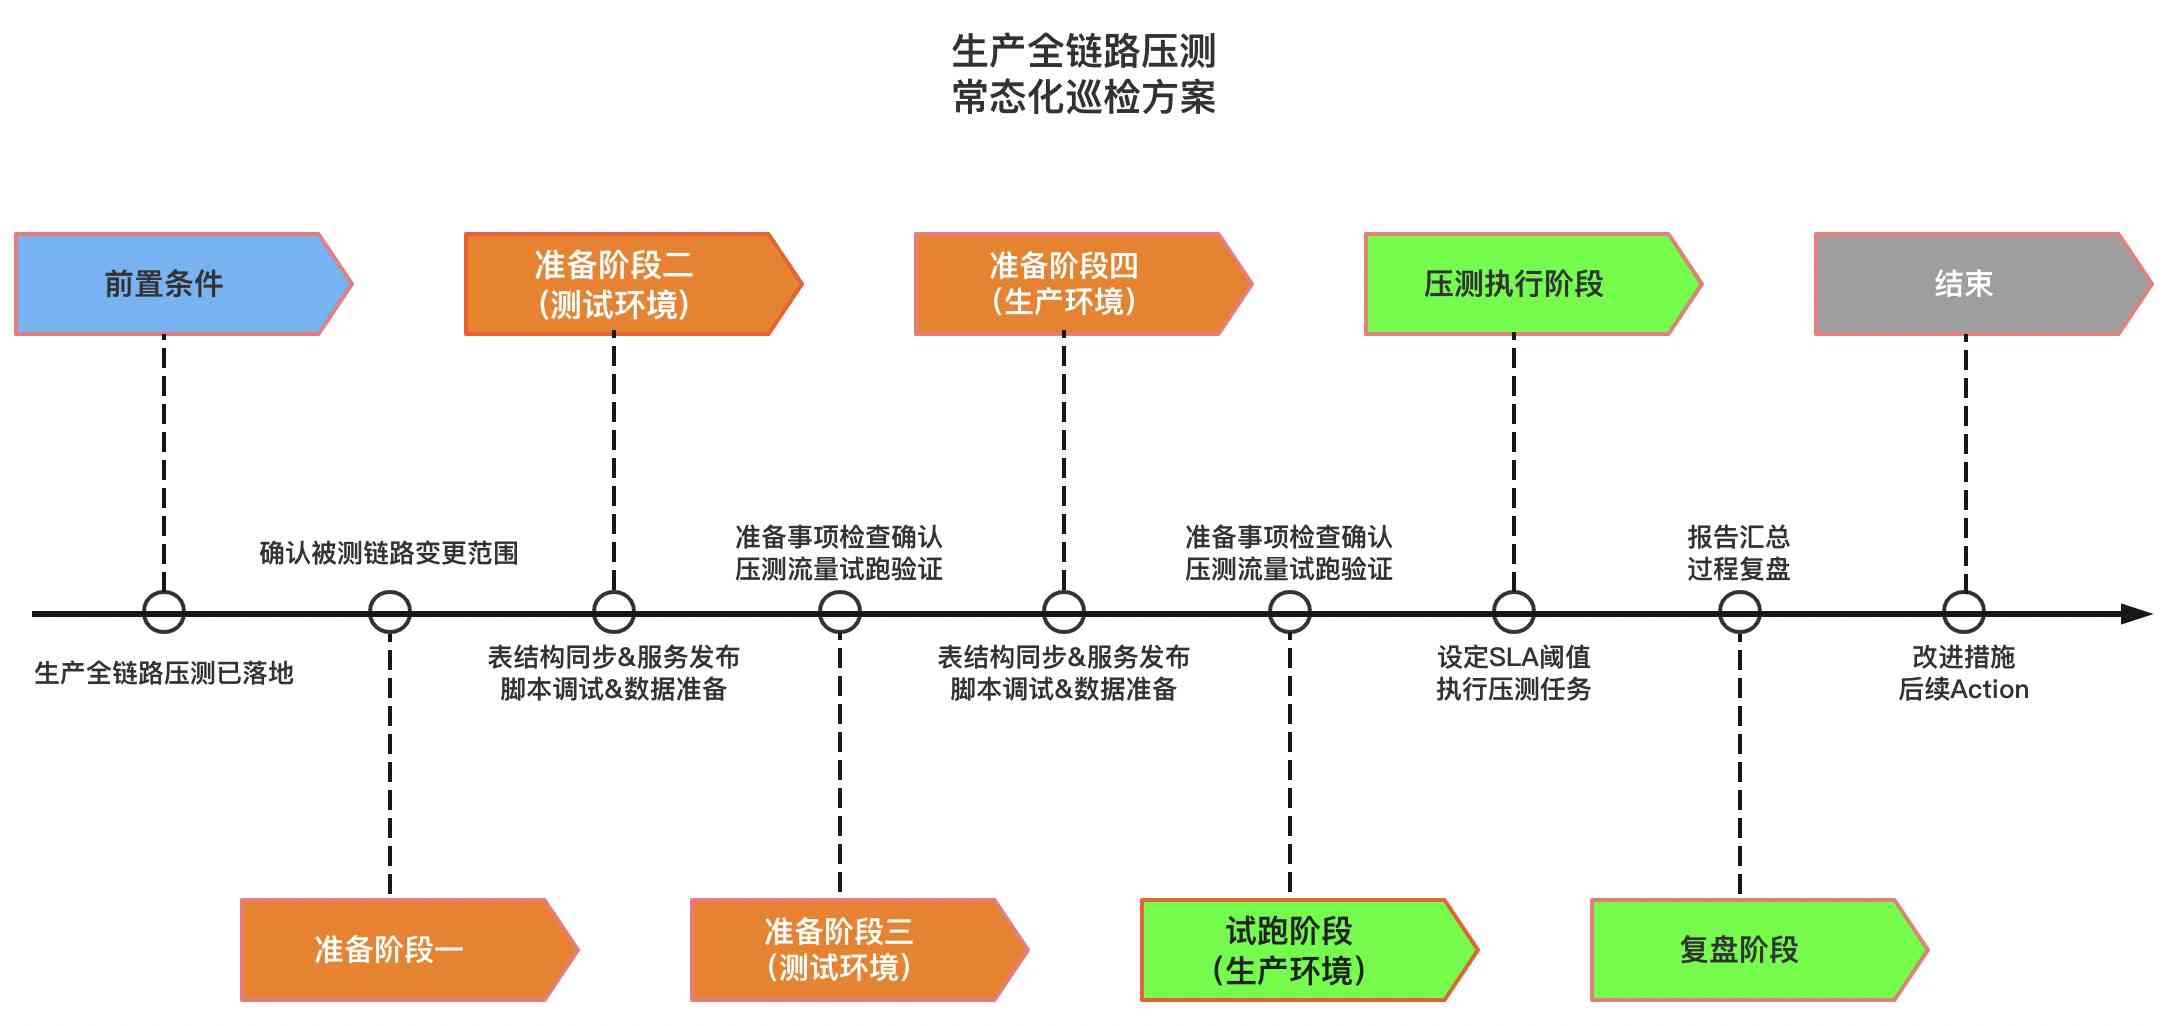 生产全链路压测
常态化巡检方案
前置条件
准备阶段二
（测试环境）
准备阶段四
（生产环境）
压测执行阶段
结束
确认被测链路变更范围
准备事项检查确认
压测流量试跑验证
准备事项检查确认
压测流量试跑验证
报告汇总
过程复盘
生产全链路压测已落地
表结构同步&服务发布
脚本调试&数据准备
表结构同步&服务发布
脚本调试&数据准备
设定SLA阈值
执行压测任务
改进措施
后续Action
准备阶段一
准备阶段三
（测试环境）
试跑阶段
（生产环境）
复盘阶段